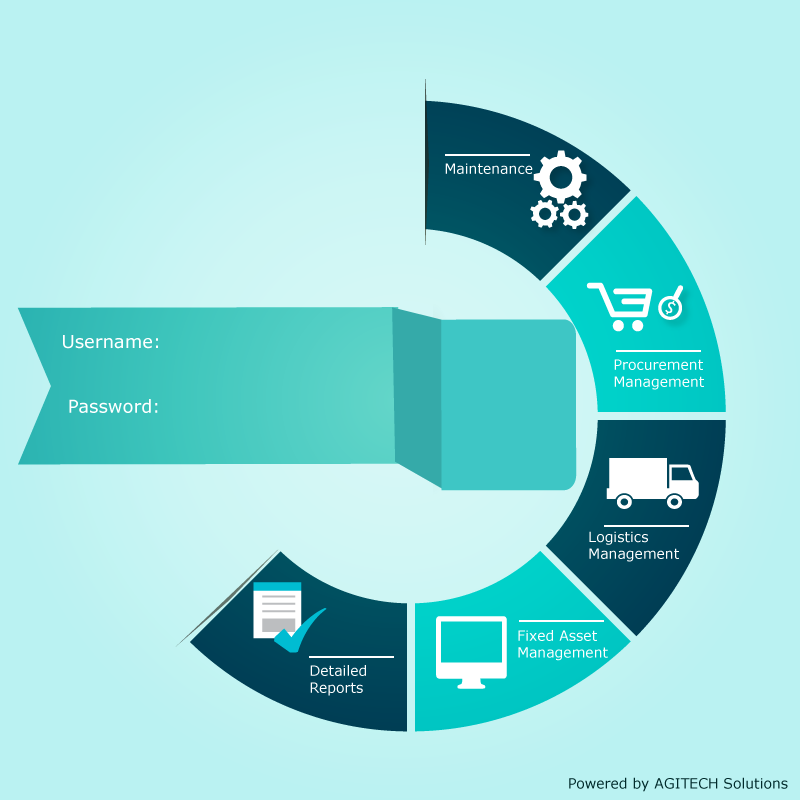 Maintenance
Procurement
Management
Username:
Password:
Logistics
Management
Fixed Asset
Management
Detailed
Reports
Powered by AGITECH Solutions